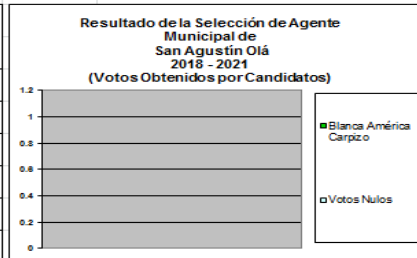 Resultado de la Selección de Agente
Municipal de
San Agustín Olá
2018 - 2021
(Votos Obtenidos por Candidatos)
1.2
1
0.8
0.6
0.4
0.2
0
Blanca América
Carpizo
Votos Nulos